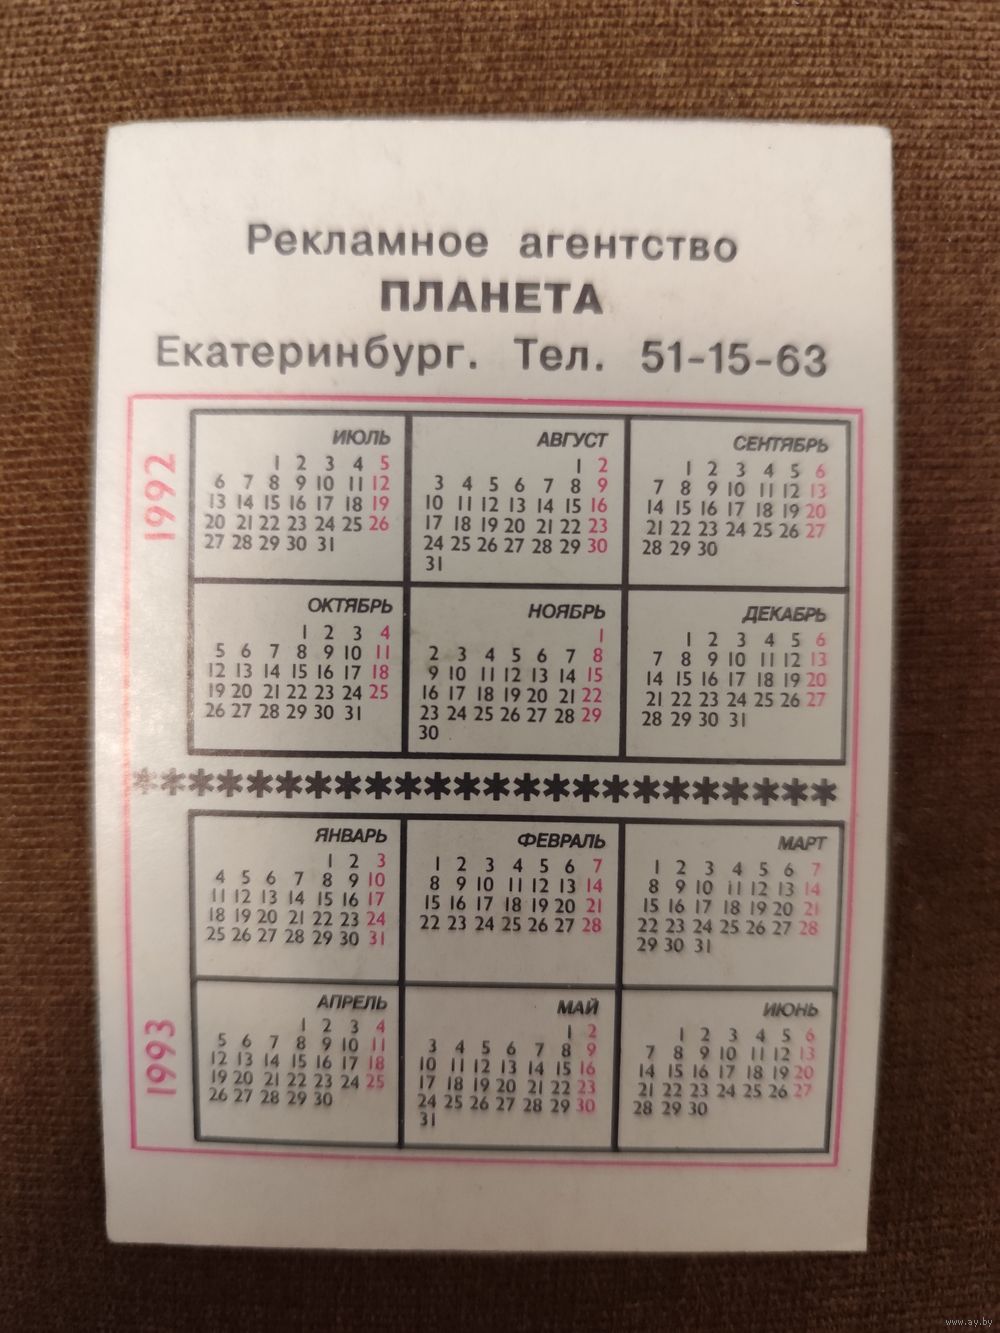 Рекламное агентство
ПЛАНЕТА
Екатеринбург. Тел. 51-15-63
1992
ИЮЛЬ
1 2 3 4 5
6 7 8 9 10 11 12
13 14 15 16 17 18 19
20 21 22 23 24 25 26
27 28 29 30 31
АВГУСТ
1 2
3 4 5 6 7 8 9
10 11 12 13 14 15 16
17 18 19 20 21 22 23
24 25 26 27 28 29 30
31
СЕНТЯБРЬ
1 2 3 4 5 6
7 8 9 10 11 12 13
14 15 16 17 18 19 20
21 22 23 24 25 26 27
28 29 30
ОКТЯБРЬ
1 2 3 4
5 6 7 8 9 10 11
12 13 14 15 16 17 18
19 20 21 22 23 24 25
26 27 28 29 30 31
НОЯБРЬ
1
2 3 4 5 6 7 8
9 10 11 12 13 14 15
16 17 18 19 20 21 22
23 24 25 26 27 28 29
30
ДЕКАБРЬ
1 2 3 4 5 6
7 8 9 10 11 12 13
14 15 16 17 18 19 20
21 22 23 24 25 26 27
28 29 30 31
************************
1993
ЯНВАРЬ
1 2 3
4 5 6 7 8 9 10
11 12 13 14 15 16 17
18 19 20 21 22 23 24
25 26 27 28 29 30 31
ФЕВРАЛЬ
1 2 3 4 5 6 7
8 9 10 11 12 13 14
15 16 17 18 19 20 21
22 23 24 25 26 27 28
МАРТ
1 2 3 4 5 6 7
8 9 10 11 12 13 14
15 16 17 18 19 20 21
22 23 24 25 26 27 28
29 30 31
АПРЕЛЬ
1 2 3 4
5 6 7 8 9 10 11
12 13 14 15 16 17 18
19 20 21 22 23 24 25
26 27 28 29 30
МАЙ
1 2
3 4 5 6 7 8 9
10 11 12 13 14 15 16
17 18 19 20 21 22 23
24 25 26 27 28 29 30
31
ИЮНЬ
1 2 3 4 5 6
7 8 9 10 11 12 13
14 15 16 17 18 19 20
21 22 23 24 25 26 27
28 29 30
www.ay.by